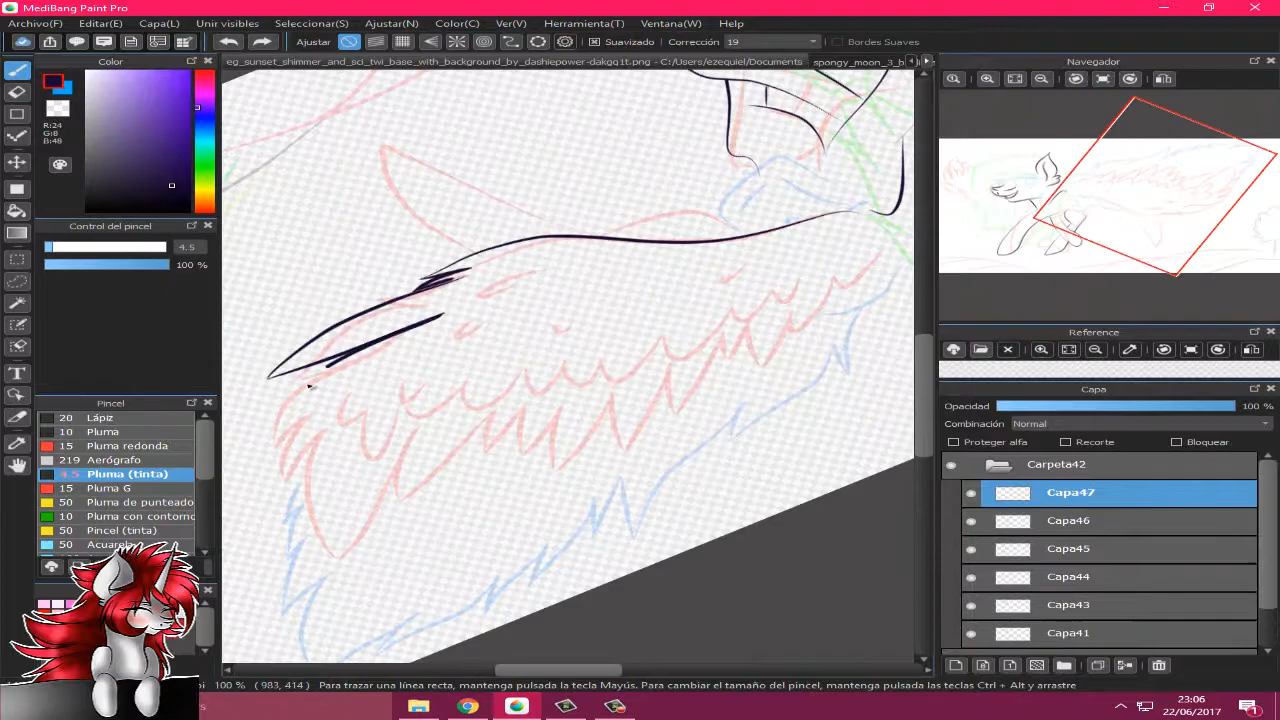 MediBang Paint Pro
Archivo(F) Editar(E) Capa(L) Unir visibles Seleccionar(S) Ajustar(N) Color(C) Ver(V) Herramienta(T) Ventana(W) Help
Ajustar Suavizado Corrección 19 Bordes Suaves
eg_sunset_shimmer_and_sci_twi_base_with_background_by_dashiepower-dakgq1t.png - C:/Users/ezequiel/Documents
spongy_moon_3_b
Color
R:24
G:8
B:48
Control del pincel
4.5
100 %
Pincel
20 Lápiz
10 Pluma
15 Pluma redonda
219 Aerógrafo
4.5 Pluma (tinta)
15 Pluma G
50 Pluma de punteado
10 Pluma con contorno
50 Pincel (tinta)
50 Acuarela
Navegador
Reference
Capa
Opacidad 100 %
Combinación Normal
Proteger alfa Recorte Bloquear
Carpeta42
Capa47
Capa46
Capa45
Capa44
Capa43
Capa41
100 % (983, 414) Para trazar una línea recta, mantenga pulsada las teclas Mayús. Para cambiar el tamaño del pincel, mantenga pulsada las teclas Ctrl + Alt y arrastre
23:06
22/06/2017
1